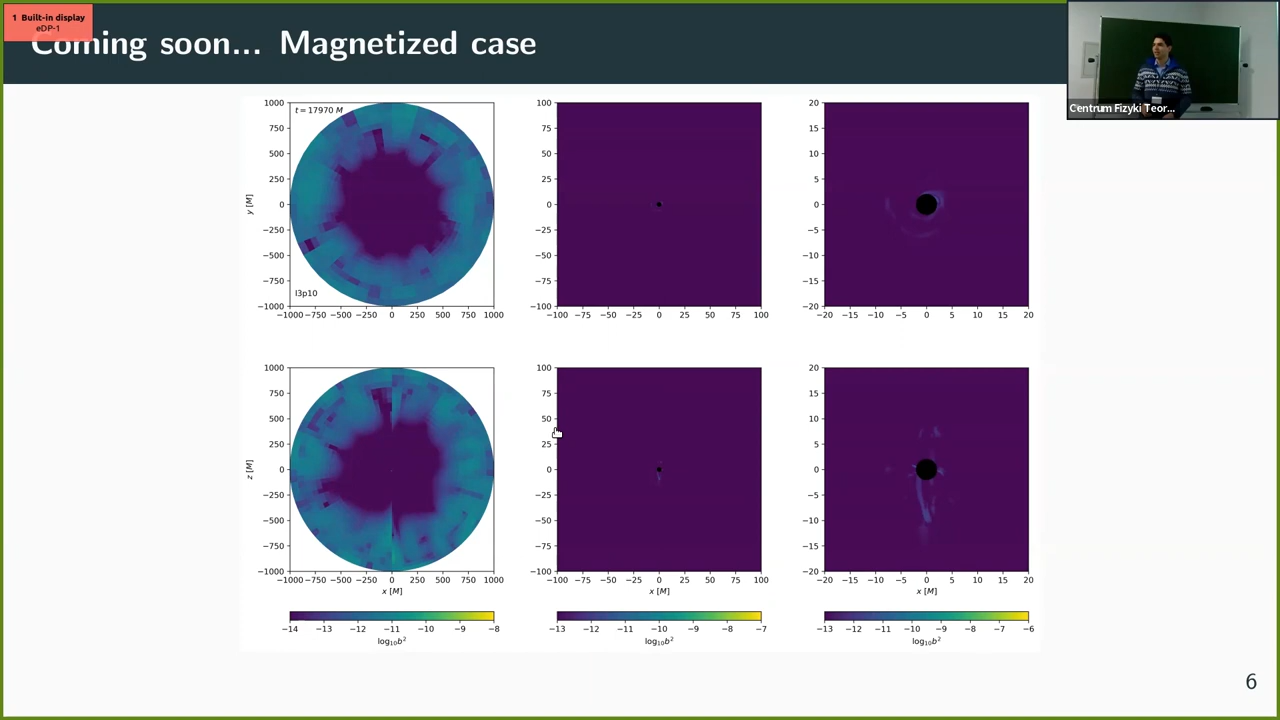 1 Built-in display
eDP-1
Coming soon... Magnetized case
Centrum Fizyki Teor...
t = 17970 M
l3p10
1000
750
500
250
0
−250
−500
−750
−1000
y [M]
−1000 −750 −500 −250 0 250 500 750 1000
100
75
50
25
0
−25
−50
−75
−100
−100 −75 −50 −25 0 25 50 75 100
20
15
10
5
0
−5
−10
−15
−20
−20 −15 −10 −5 0 5 10 15 20
1000
750
500
250
0
−250
−500
−750
−1000
z [M]
−1000 −750 −500 −250 0 250 500 750 1000
x [M]
100
75
50
25
0
−25
−50
−75
−100
−100 −75 −50 −25 0 25 50 75 100
x [M]
20
15
10
5
0
−5
−10
−15
−20
−20 −15 −10 −5 0 5 10 15 20
x [M]
−14 −13 −12 −11 −10 −9 −8
log₁₀b²
−13 −12 −11 −10 −9 −8 −7
log₁₀b²
−13 −12 −11 −10 −9 −8 −7 −6
log₁₀b²
6